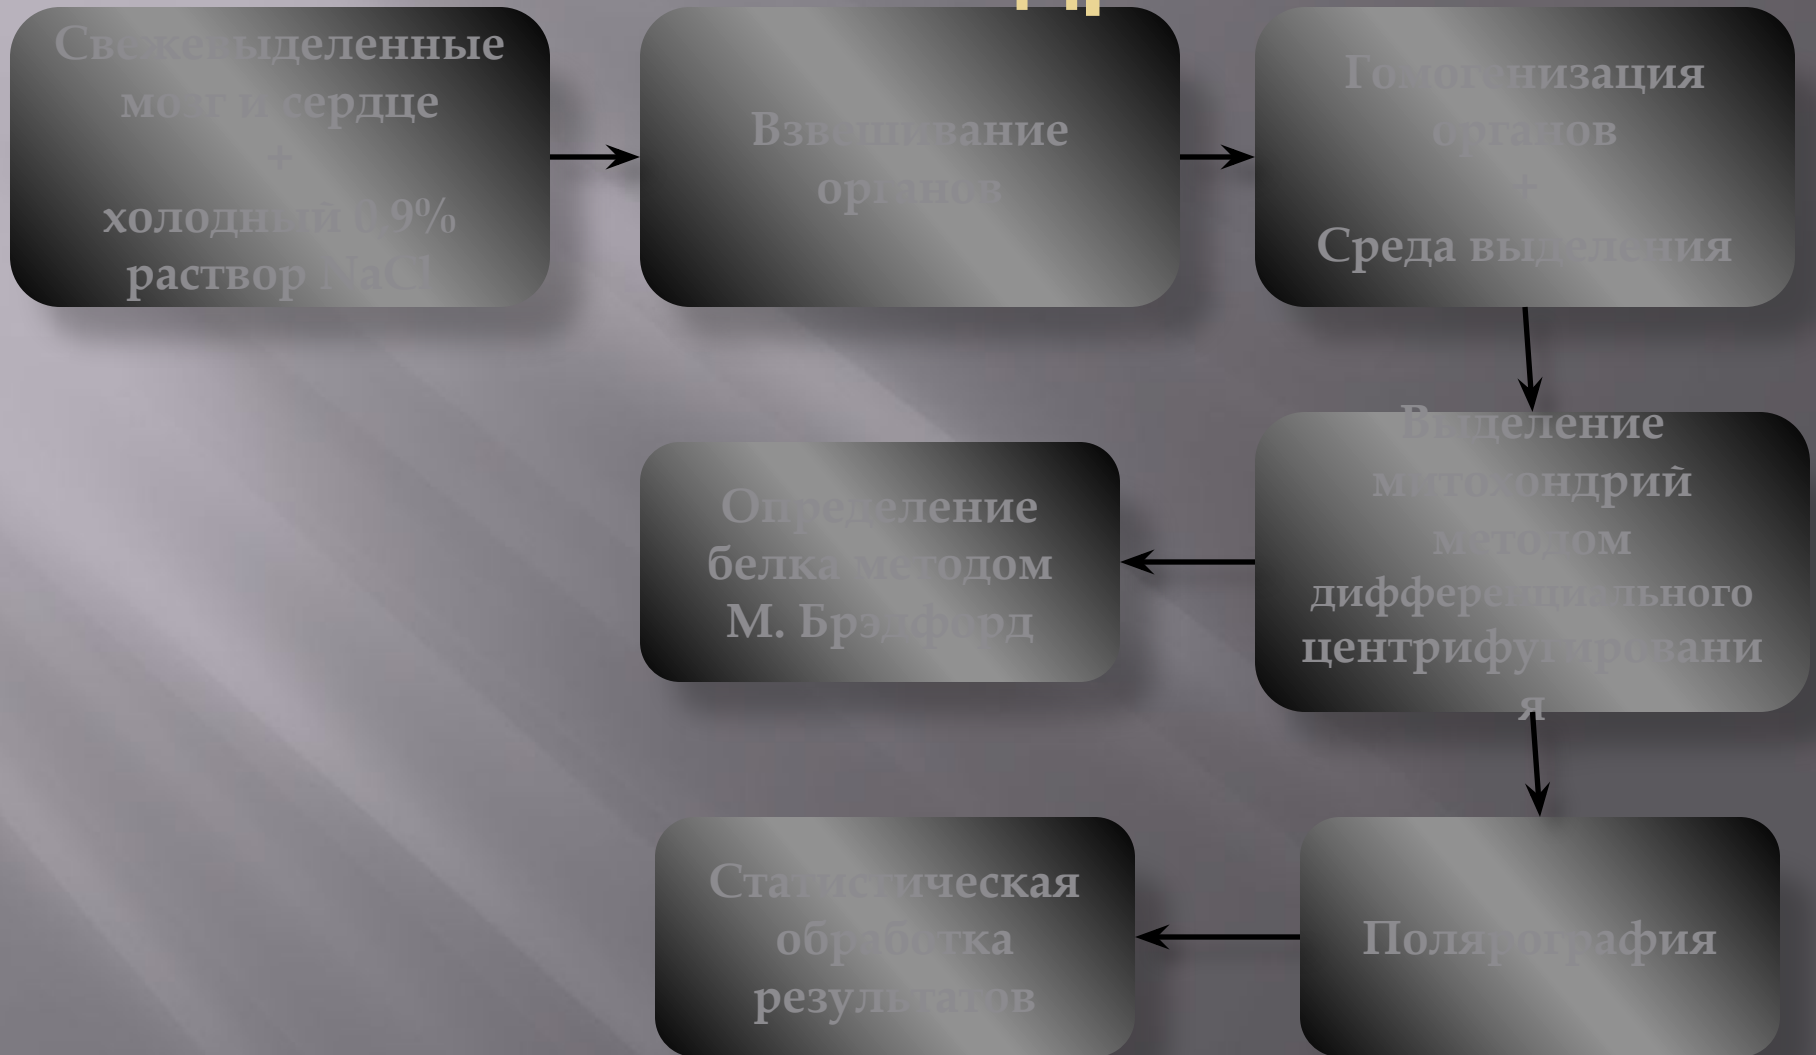 Свежевыделенные
мозг и сердце
+
холодный 0,9%
раствор NaCl
Взвешивание
органов
Гомогенизация
органов
+
Среда выделения
Выделение
митохондрий
методом
дифференциального
центрифугировани
я
Определение
белка методом
М. Брэдфорд
Полярография
Статистическая
обработка
результатов